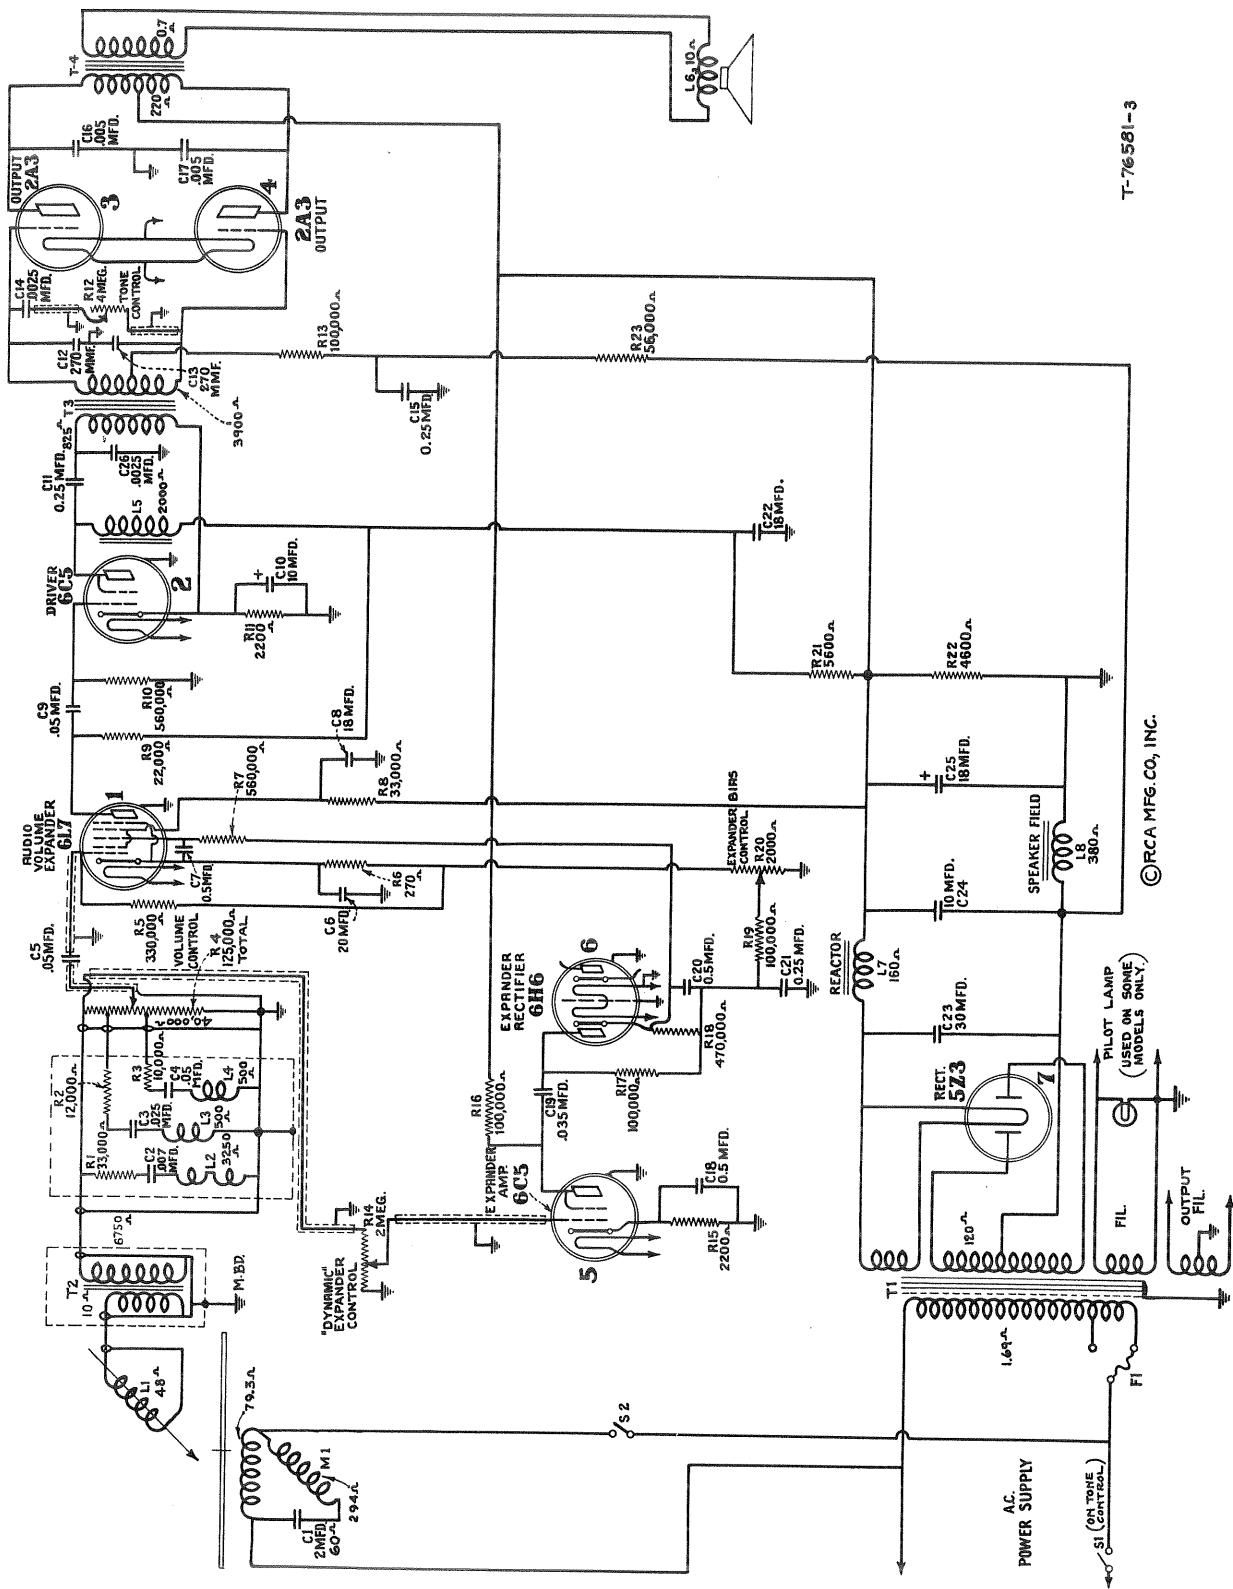 L1
4.8Ω
T2
10Ω
6750Ω
M.BD.
R1
33,000Ω
C2
.007
MFD.
L2
3250Ω
R2
12,000Ω
C3
.025
MFD.
L3
500Ω
R3
10,000Ω
C4
.05
MFD.
L4
500Ω
40,000Ω
VOLUME
CONTROL
R4
125,000Ω
TOTAL
C5
.05 MFD.
R5
330,000Ω
AUDIO
VOLUME
EXPANDER
6L7
1
C7
0.5 MFD.
R7
560,000Ω
C6
20 MFD.
R6
270
C8
18 MFD.
R8
33,000Ω
R9
22,000Ω
C9
.05 MFD.
R10
560,000Ω
DRIVER
6C5
2
R11
2200Ω
+
C10
10 MFD.
L5
2000Ω
C11
0.25 MFD.
C26
.0025
MFD.
825Ω
T3
3900Ω
C12
270
MMF.
C13
270
MMF.
C14
.0025
MFD.
R12
4 MEG.
TONE
CONTROL
OUTPUT
2A3
3
4
2A3
OUTPUT
C16
.005
MFD.
C17
.005
MFD.
T-4
220Ω
0.7Ω
L6, 10Ω
R13
100,000Ω
C15
0.25 MFD.
R23
56,000Ω
79.3Ω
M1
294Ω
C1
2MFD.
60Ω
S2
"DYNAMIC"
EXPANDER
CONTROL
R14
2 MEG.
EXPANDER
AMP.
6C5
5
R15
2200Ω
C18
0.5 MFD.
R16
100,000Ω
C19
.035 MFD.
R17
100,000Ω
EXPANDER
RECTIFIER
6H6
6
R18
470,000Ω
C20
0.5 MFD.
C21
0.25 MFD.
R19
100,000Ω
EXPANDER BIAS
CONTROL
R20
2000Ω
C22
18 MFD.
R21
5600Ω
R22
4600Ω
REACTOR
L7
160Ω
C23
30 MFD.
10 MFD.
C24
+
C25
18 MFD.
SPEAKER FIELD
L8
380Ω
RECT.
5Z3
7
120Ω
T1
1.69Ω
F1
FIL.
OUTPUT
FIL.
PILOT LAMP
(USED ON SOME
MODELS ONLY.)
A.C.
POWER SUPPLY
S1 (ON TONE
CONTROL)
© RCA MFG. CO., INC.
T-76581-3